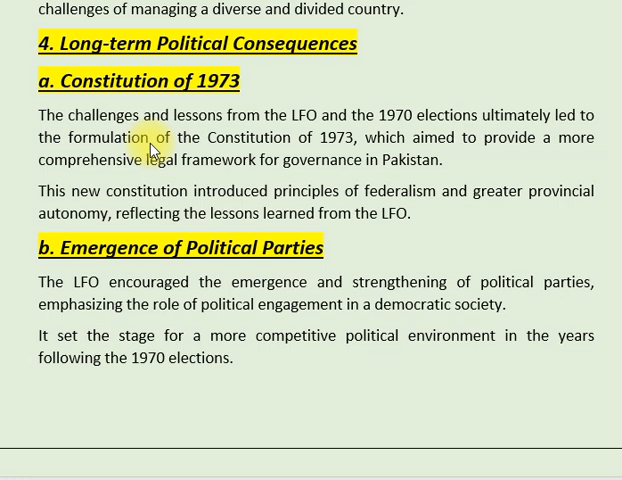 challenges of managing a diverse and divided country.
4. Long-term Political Consequences
a. Constitution of 1973
The challenges and lessons from the LFO and the 1970 elections ultimately led to
the formulation of the Constitution of 1973, which aimed to provide a more
comprehensive legal framework for governance in Pakistan.
This new constitution introduced principles of federalism and greater provincial
autonomy, reflecting the lessons learned from the LFO.
b. Emergence of Political Parties
The LFO encouraged the emergence and strengthening of political parties,
emphasizing the role of political engagement in a democratic society.
It set the stage for a more competitive political environment in the years
following the 1970 elections.